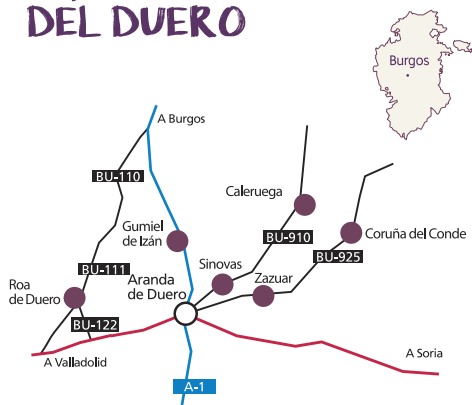 DEL DUERO
Burgos
A Burgos
BU-110
Caleruega
Gumiel
de Izán
BU-910
Coruña del Conde
BU-925
Sinovas
BU-111
Aranda
de Duero
Zazuar
Roa
de Duero
BU-122
A Valladolid
A Soria
A-1